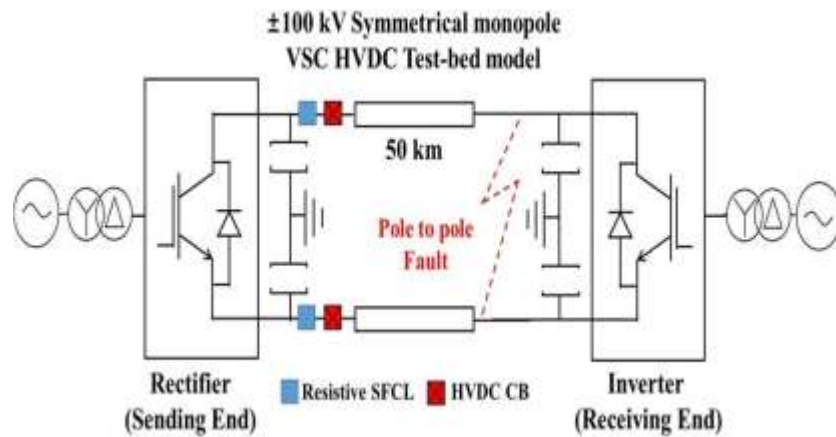 ±100 kV Symmetrical monopole
VSC HVDC Test-bed model
50 km
Pole to pole
Fault
Rectifier
(Sending End)
Resistive SFCL
HVDC CB
Inverter
(Receiving End)